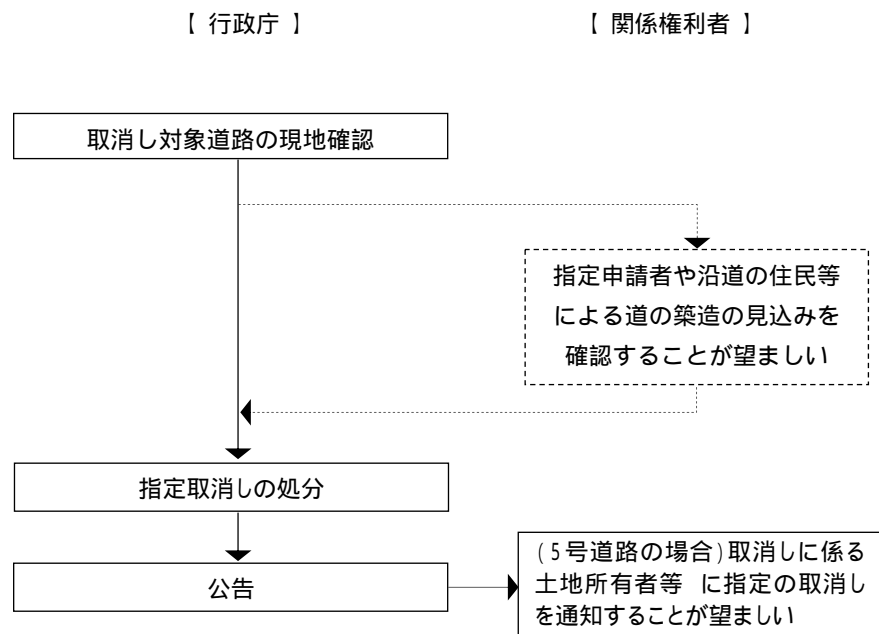 【 行政庁 】
【 関係権利者 】
取消し対象道路の現地確認
指定申請者や沿道の住民等
による道の築造の見込みを
確認することが望ましい
指定取消しの処分
公告
(5号道路の場合)取消しに係る
土地所有者等 に指定の取消し
を通知することが望ましい